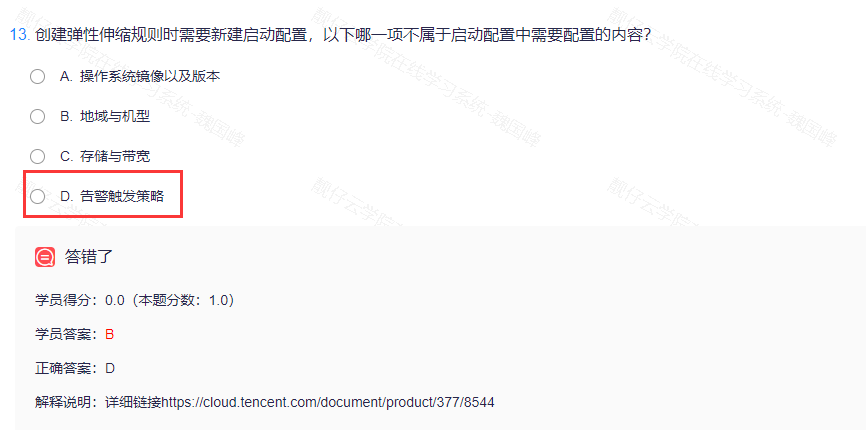 13. 创建弹性伸缩规则时需要新建启动配置，以下哪一项不属于启动配置中需要配置的内容？
A. 操作系统镜像以及版本
B. 地域与机型
C. 存储与带宽
D. 告警触发策略
答错了
学员得分：0.0（本题分数：1.0）
学员答案：B
正确答案：D
解释说明：详细链接https://cloud.tencent.com/document/product/377/8544